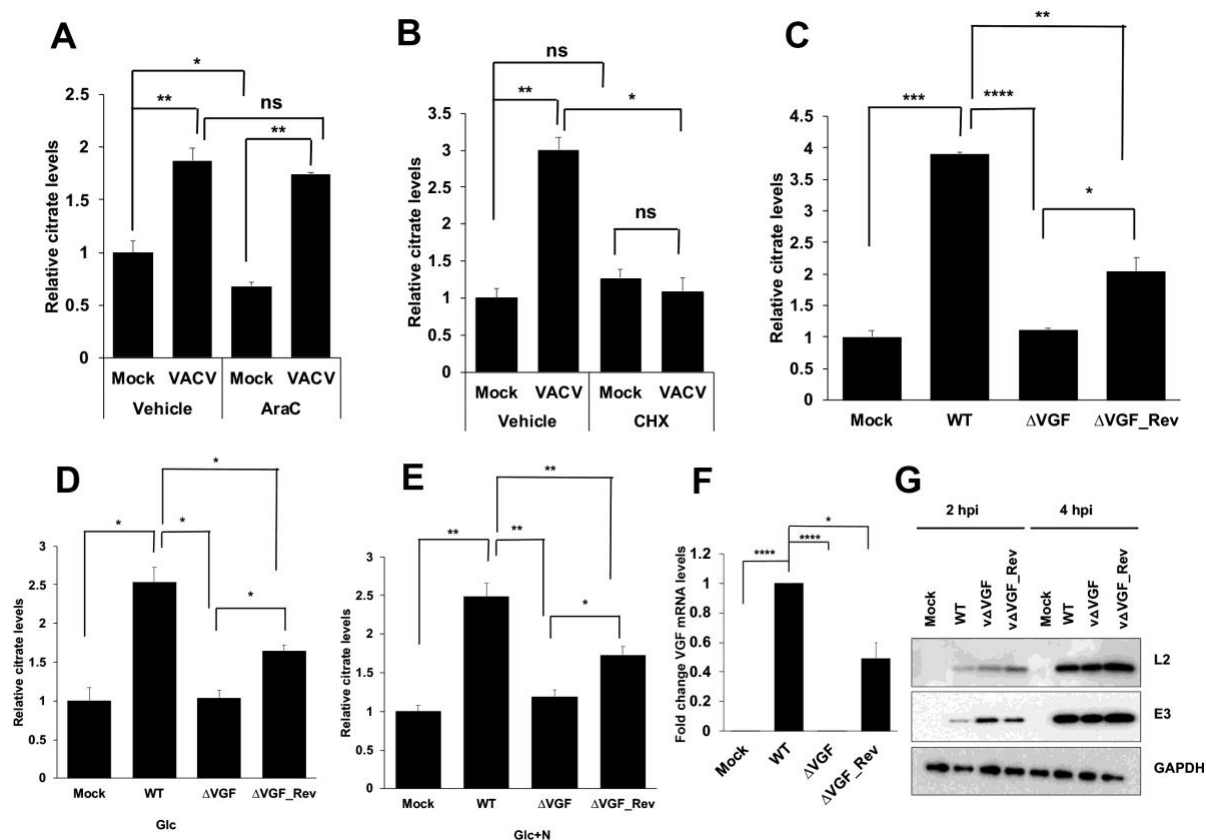 A
Relative citrate levels
2.5
2
1.5
1
0.5
0
*
**
ns
**
Mock VACV Mock VACV
Vehicle AraC
B
Relative citrate levels
3.5
3
2.5
2
1.5
1
0.5
0
ns
**
*
ns
Mock VACV Mock VACV
Vehicle CHX
C
Relative citrate levels
4.5
4
3.5
3
2.5
2
1.5
1
0.5
0
**
*** ****
*
Mock WT ΔVGF ΔVGF_Rev
D
Relative citrate levels
3
2.5
2
1.5
1
0.5
0
*
* *
*
Mock WT ΔVGF ΔVGF_Rev
Glc
E
Relative citrate levels
3
2.5
2
1.5
1
0.5
0
**
** **
*
Mock WT ΔVGF ΔVGF_Rev
Glc+N
F
Fold change VGF mRNA levels
1.2
1
0.8
0.6
0.4
0.2
0
*
****
****
Mock WT ΔVGF ΔVGF_Rev
G
2 hpi 4 hpi
Mock WT vΔVGF vΔVGF_Rev Mock WT vΔVGF vΔVGF_Rev
L2
E3
GAPDH